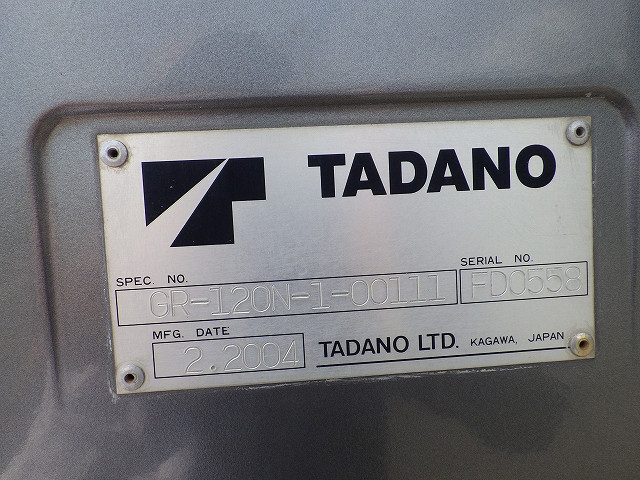 TADANO
SPEC. NO.
GR-120N-1-00111
SERIAL NO.
FD0558
MFG. DATE
2.2004
TADANO LTD. KAGAWA, JAPAN